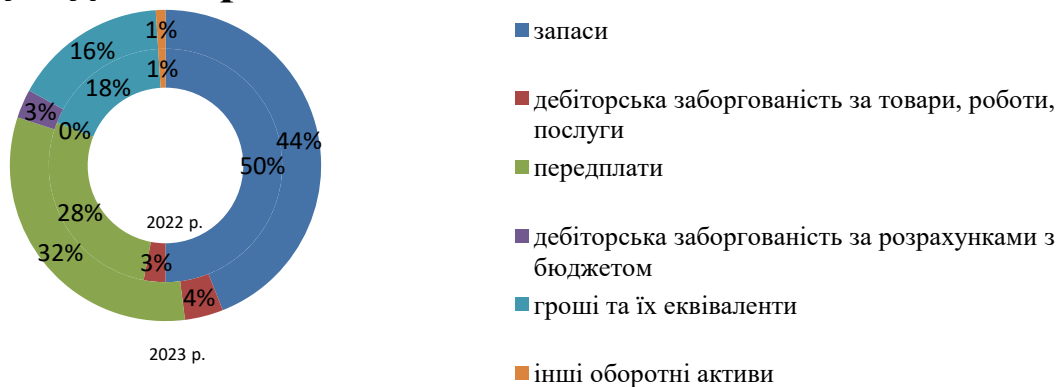 16%
1%
1%
18%
3%
0%
44%
50%
28%
2022 р.
32%
3%
4%
2023 р.
запаси
дебіторська заборгованість за товари, роботи,
послуги
передплати
дебіторська заборгованість за розрахунками з
бюджетом
гроші та їх еквіваленти
інші оборотні активи